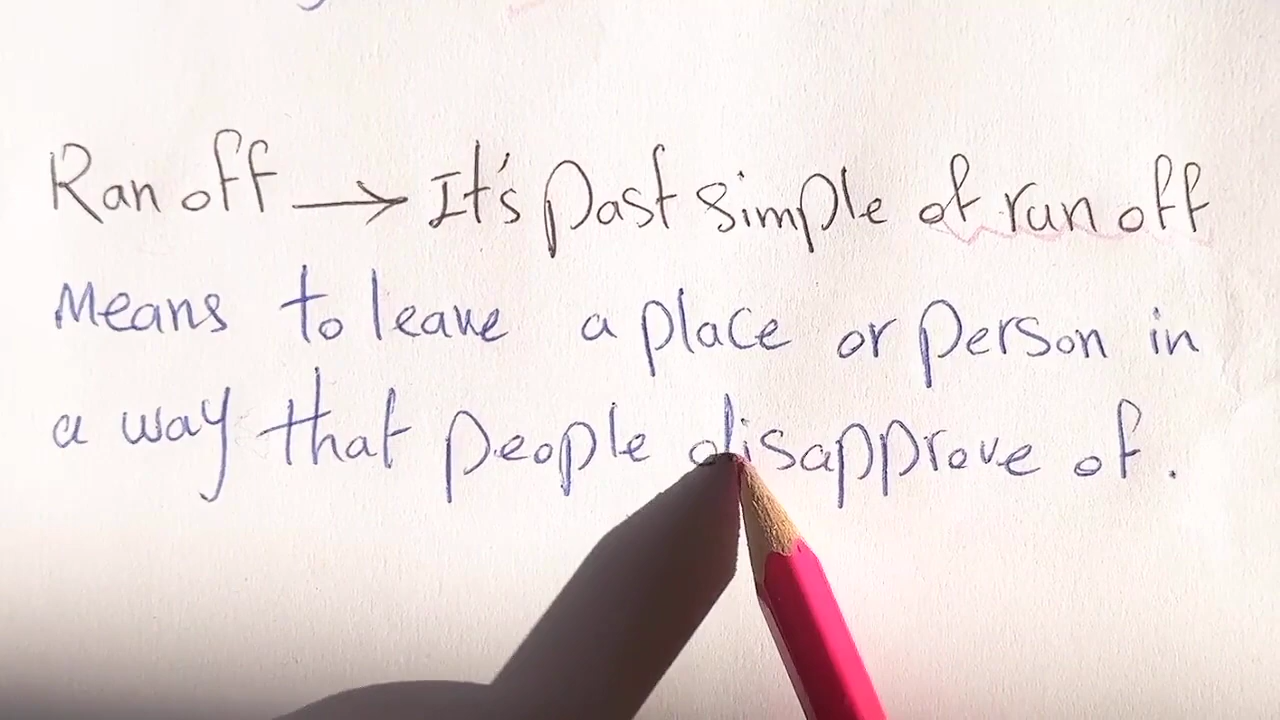 Ran off → It's past simple of run off
Means to leave a place or person in
a way that people disapprove of.